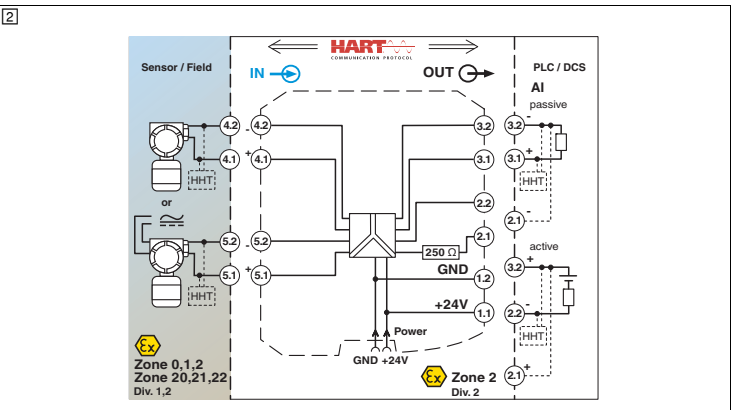 2
HART
COMMUNICATION PROTOCOL
Sensor / Field
IN
OUT
PLC / DCS
AI
passive
4.2
-
4.2
3.2
3.2
-
4.1
+
4.1
3.1
3.1
+
HHT
HHT
or
2.2
2.1
2.1
-
5.2
-
5.2
250 Ω
active
5.1
+
5.1
GND
1.2
3.2
+
HHT
+24V
1.1
2.2
-
Power
HHT
GND +24V
Ex
Zone 0,1,2
Zone 20,21,22
Div. 1,2
Ex
Zone 2
Div. 2
2.1
+